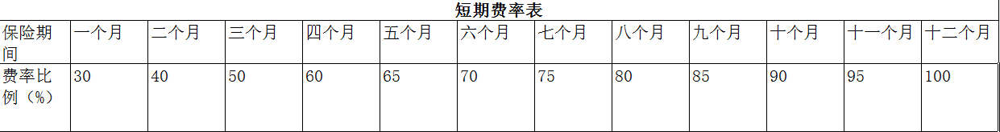 短期费率表
保险期间 一个月 二个月 三个月 四个月 五个月 六个月 七个月 八个月 九个月 十个月 十一个月 十二个月
费率比例（%） 30 40 50 60 65 70 75 80 85 90 95 100